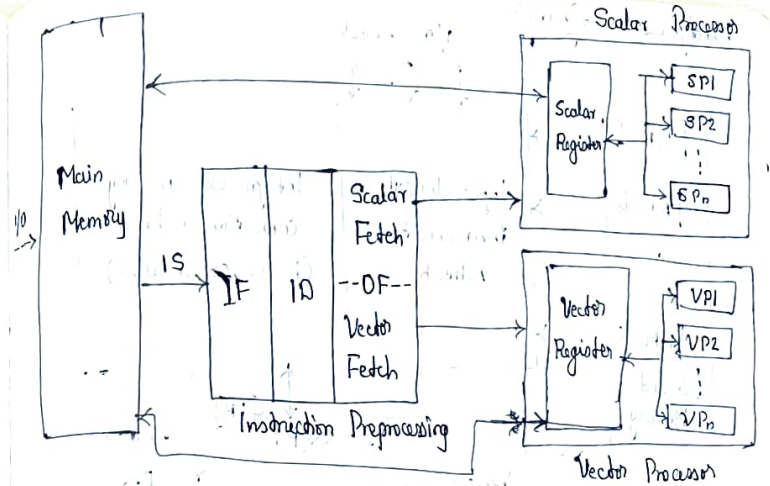 Scalar Processor
SP1
Scalar
Register
SP2
SPn
Main
Memory
I/O
IS
IF
ID
Scalar
Fetch
--OF--
Vector
Fetch
Vector
Register
VP1
VP2
VPn
Instruction Preprocessing
Vector Processor